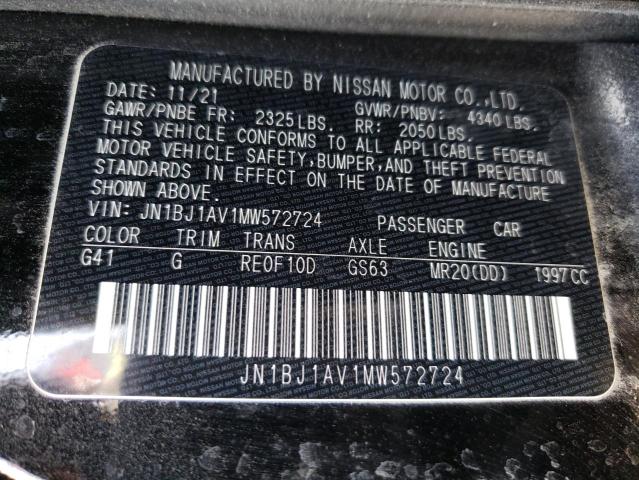 MANUFACTURED BY NISSAN MOTOR CO.,LTD.
DATE: 11/21 GVWR/PNBV: 4340LBS.
GAWR/PNBE FR: 2325LBS. RR: 2050LBS.
THIS VEHICLE CONFORMS TO ALL APPLICABLE FEDERAL
MOTOR VEHICLE SAFETY,BUMPER,AND THEFT PREVENTION
STANDARDS IN EFFECT ON THE DATE OF MANUFACTURE
SHOWN ABOVE.
VIN: JN1BJ1AV1MW572724 PASSENGER CAR
COLOR TRIM TRANS AXLE ENGINE
G41 G RE0F10D GS63 MR20(DD) 1997CC
JN1BJ1AV1MW572724